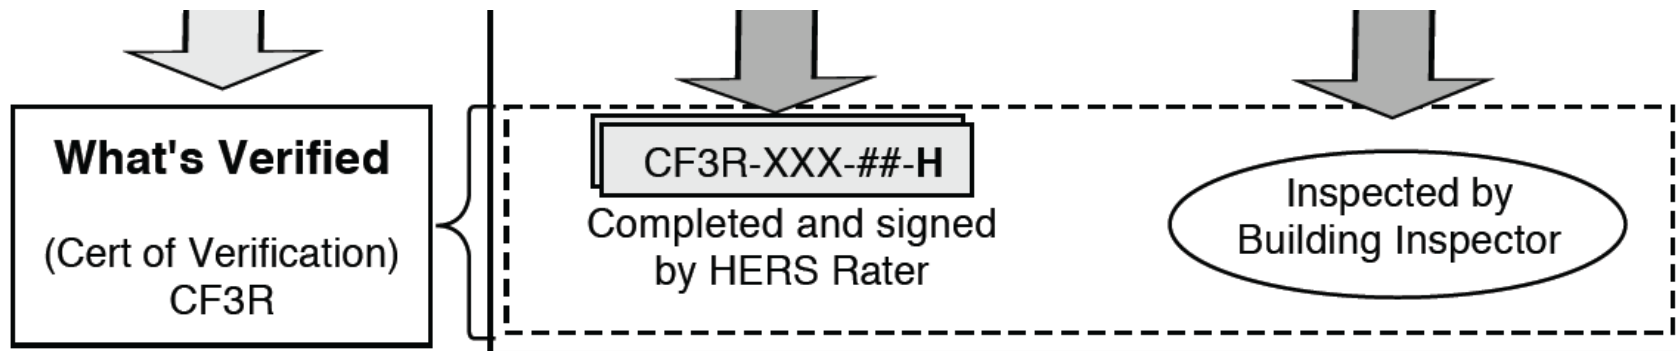 What's Verified
(Cert of Verification)
CF3R
CF3R-XXX-##-H
Completed and signed
by HERS Rater
Inspected by
Building Inspector